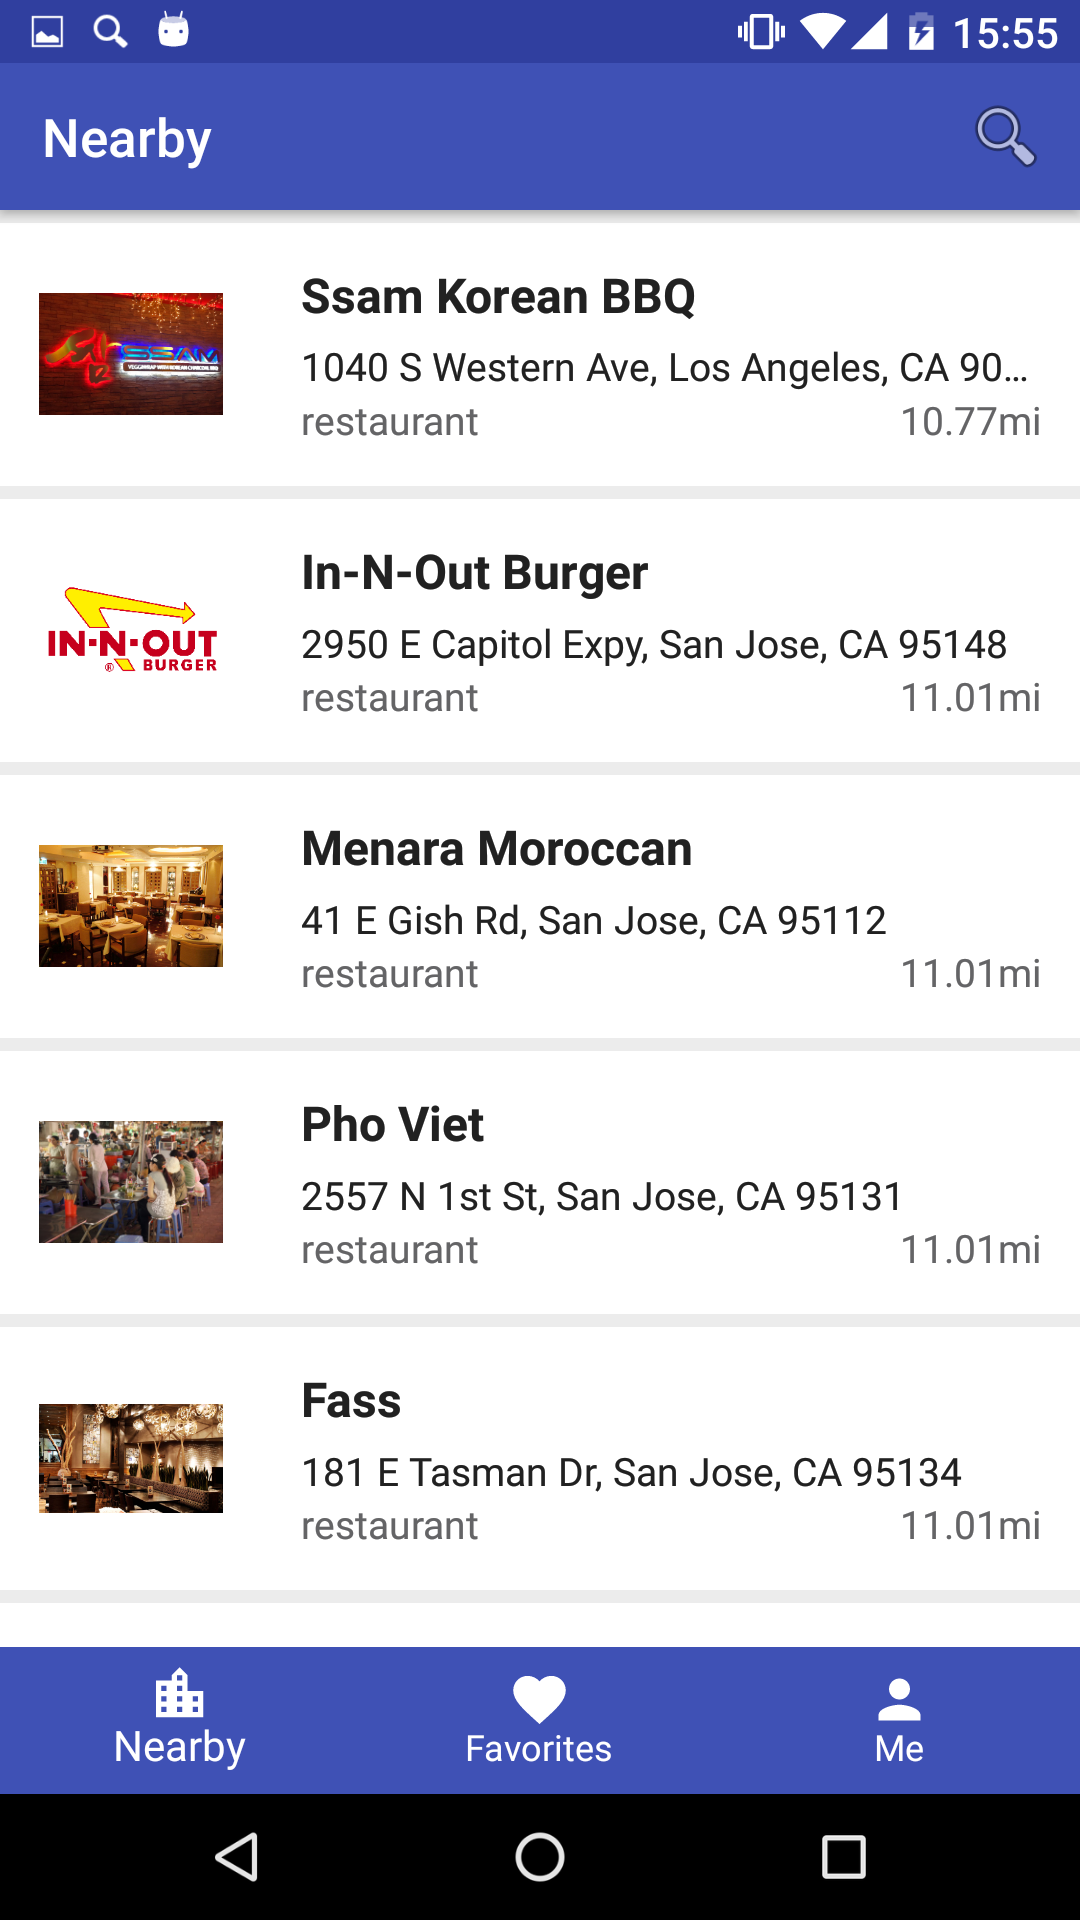 15:55
Nearby
SSAM
Ssam Korean BBQ
1040 S Western Ave, Los Angeles, CA 90...
restaurant 10.77mi
IN-N-OUT
® BURGER
In-N-Out Burger
2950 E Capitol Expy, San Jose, CA 95148
restaurant 11.01mi
Menara Moroccan
41 E Gish Rd, San Jose, CA 95112
restaurant 11.01mi
Pho Viet
2557 N 1st St, San Jose, CA 95131
restaurant 11.01mi
Fass
181 E Tasman Dr, San Jose, CA 95134
restaurant 11.01mi
Nearby Favorites Me